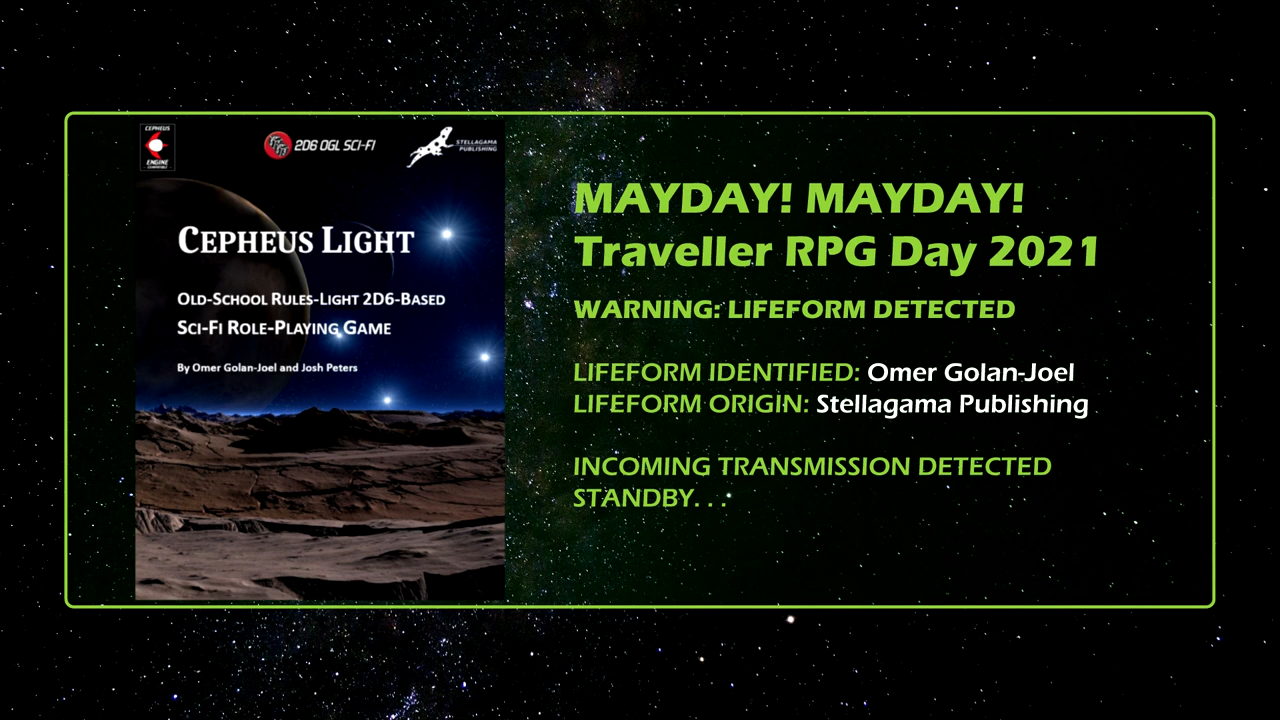 CEPHEUS
ENGINE
COMPATIBLE
2D6 OGL SCI-FI
STELLAGAMA
PUBLISHING
CEPHEUS LIGHT
OLD-SCHOOL RULES-LIGHT 2D6-BASED
SCI-FI ROLE-PLAYING GAME
By Omer Golan-Joel and Josh Peters
MAYDAY! MAYDAY!
Traveller RPG Day 2021
WARNING: LIFEFORM DETECTED
LIFEFORM IDENTIFIED: Omer Golan-Joel
LIFEFORM ORIGIN: Stellagama Publishing
INCOMING TRANSMISSION DETECTED
STANDBY. . .